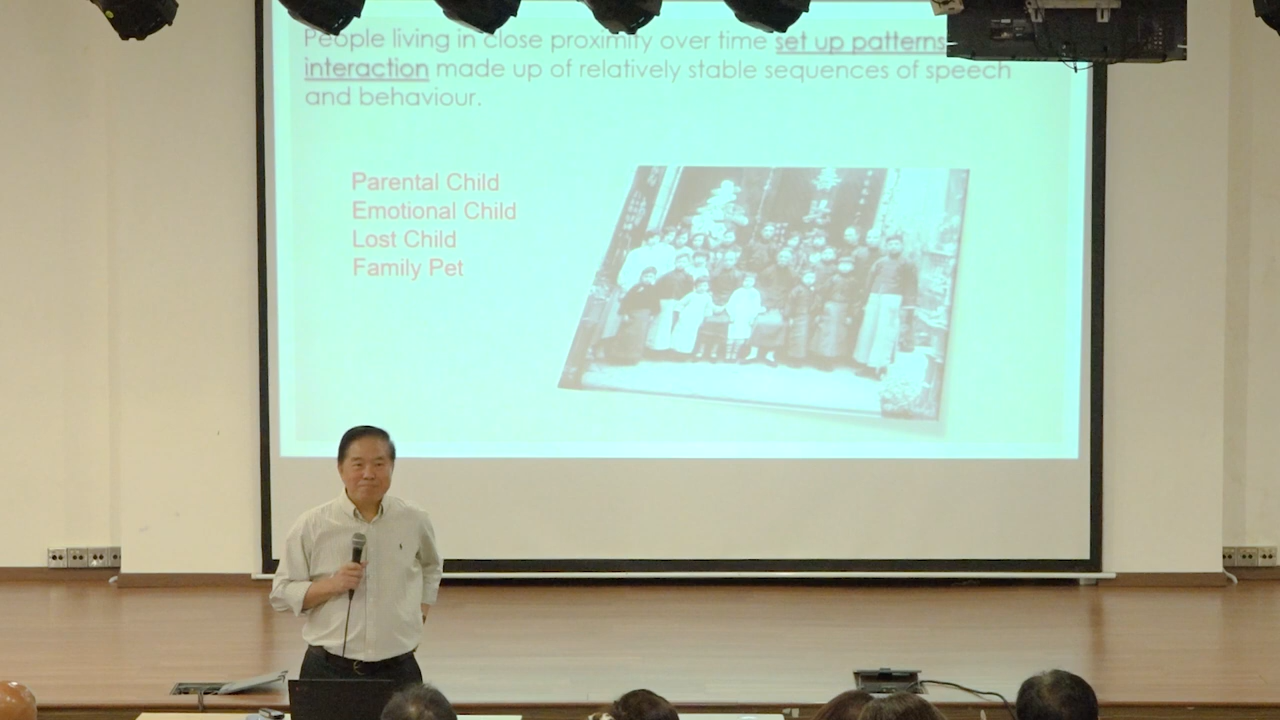 People living in close proximity over time set up patterns
interaction made up of relatively stable sequences of speech
and behaviour.
Parental Child
Emotional Child
Lost Child
Family Pet